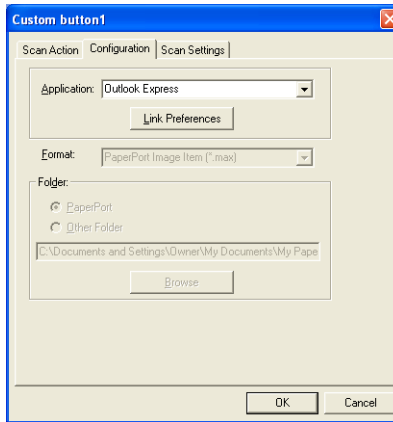 Custom button1
Scan Action Configuration Scan Settings
Application: Outlook Express
Link Preferences
Format: PaperPort Image Item (*.max)
Folder:
PaperPort
Other Folder
C:\Documents and Settings\Owner\My Documents\My Pape
Browse
OK Cancel